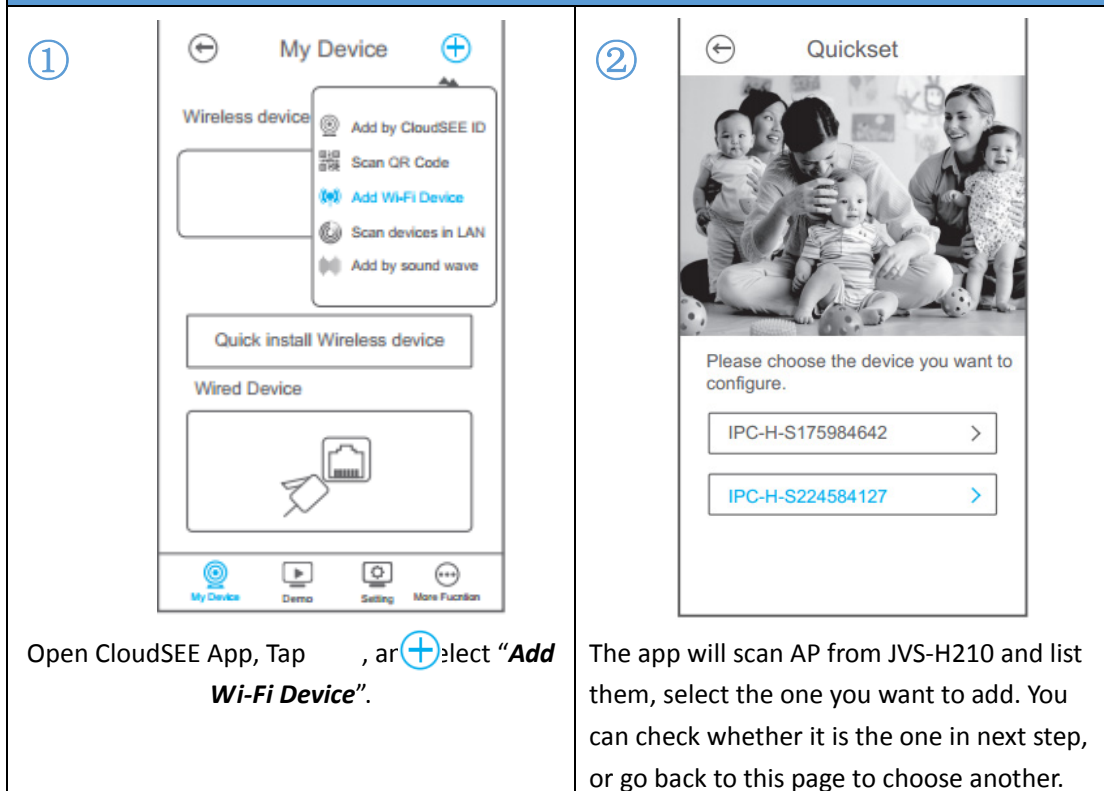 ①
My Device
Wireless device
Add by CloudSEE ID
Scan QR Code
Add Wi-Fi Device
Scan devices in LAN
Add by sound wave
Quick install Wireless device
Wired Device
My Device
Demo
Setting
More Fucntion
Open CloudSEE App, Tap , ar elect “Add
Wi-Fi Device”.
②
Quickset
Please choose the device you want to
configure.
IPC-H-S175984642
IPC-H-S224584127
The app will scan AP from JVS-H210 and list
them, select the one you want to add. You
can check whether it is the one in next step,
or go back to this page to choose another.